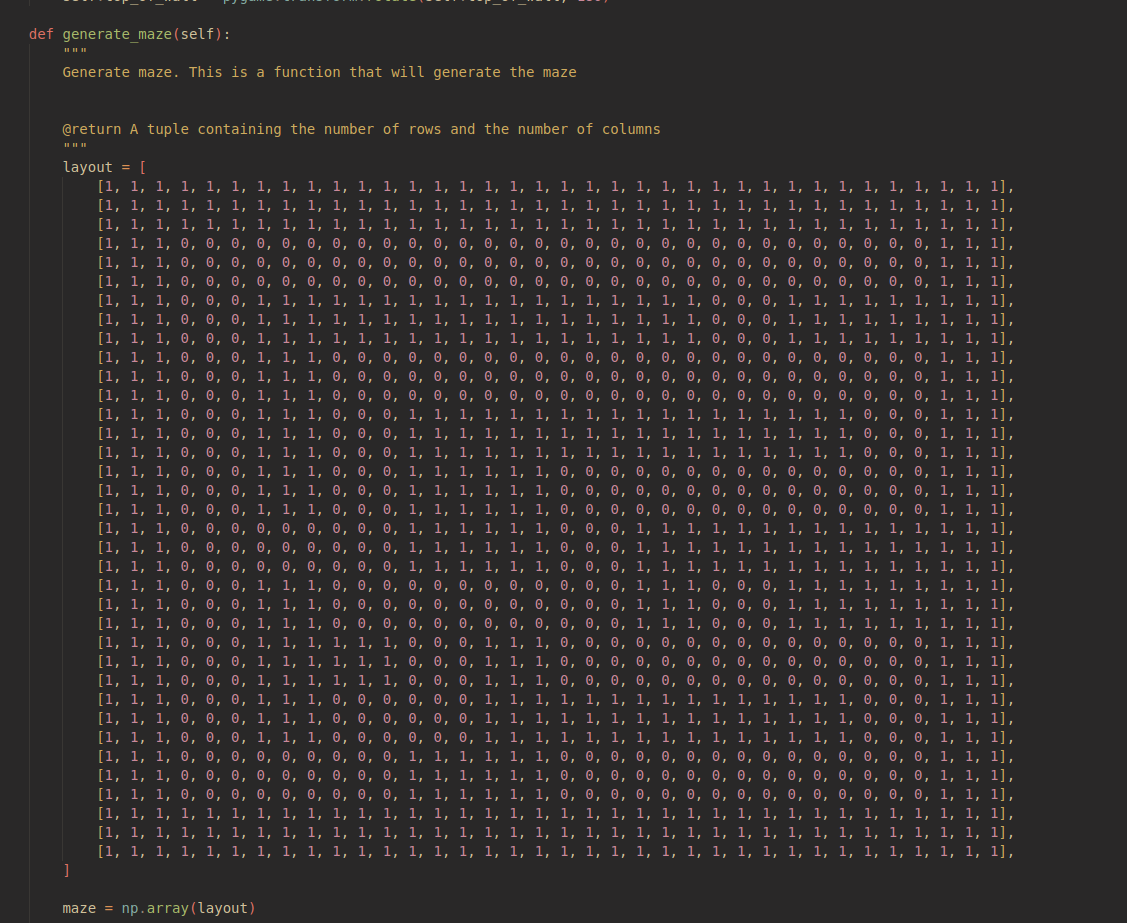 def generate_maze(self):
"""
Generate maze. This is a function that will generate the maze
@return A tuple containing the number of rows and the number of columns
"""
layout = [
[1, 1, 1, 1, 1, 1, 1, 1, 1, 1, 1, 1, 1, 1, 1, 1, 1, 1, 1, 1, 1, 1, 1, 1, 1, 1, 1, 1, 1, 1, 1, 1, 1, 1, 1, 1],
[1, 1, 1, 1, 1, 1, 1, 1, 1, 1, 1, 1, 1, 1, 1, 1, 1, 1, 1, 1, 1, 1, 1, 1, 1, 1, 1, 1, 1, 1, 1, 1, 1, 1, 1, 1],
[1, 1, 1, 1, 1, 1, 1, 1, 1, 1, 1, 1, 1, 1, 1, 1, 1, 1, 1, 1, 1, 1, 1, 1, 1, 1, 1, 1, 1, 1, 1, 1, 1, 1, 1, 1],
[1, 1, 1, 0, 0, 0, 0, 0, 0, 0, 0, 0, 0, 0, 0, 0, 0, 0, 0, 0, 0, 0, 0, 0, 0, 0, 0, 0, 0, 0, 0, 0, 0, 1, 1, 1],
[1, 1, 1, 0, 0, 0, 0, 0, 0, 0, 0, 0, 0, 0, 0, 0, 0, 0, 0, 0, 0, 0, 0, 0, 0, 0, 0, 0, 0, 0, 0, 0, 0, 1, 1, 1],
[1, 1, 1, 0, 0, 0, 0, 0, 0, 0, 0, 0, 0, 0, 0, 0, 0, 0, 0, 0, 0, 0, 0, 0, 0, 0, 0, 0, 0, 0, 0, 0, 0, 1, 1, 1],
[1, 1, 1, 0, 0, 0, 1, 1, 1, 1, 1, 1, 1, 1, 1, 1, 1, 1, 1, 1, 1, 1, 1, 1, 0, 0, 0, 1, 1, 1, 1, 1, 1, 1, 1, 1],
[1, 1, 1, 0, 0, 0, 1, 1, 1, 1, 1, 1, 1, 1, 1, 1, 1, 1, 1, 1, 1, 1, 1, 1, 0, 0, 0, 1, 1, 1, 1, 1, 1, 1, 1, 1],
[1, 1, 1, 0, 0, 0, 1, 1, 1, 1, 1, 1, 1, 1, 1, 1, 1, 1, 1, 1, 1, 1, 1, 1, 0, 0, 0, 1, 1, 1, 1, 1, 1, 1, 1, 1],
[1, 1, 1, 0, 0, 0, 1, 1, 1, 0, 0, 0, 0, 0, 0, 0, 0, 0, 0, 0, 0, 0, 0, 0, 0, 0, 0, 0, 0, 0, 0, 0, 0, 1, 1, 1],
[1, 1, 1, 0, 0, 0, 1, 1, 1, 0, 0, 0, 0, 0, 0, 0, 0, 0, 0, 0, 0, 0, 0, 0, 0, 0, 0, 0, 0, 0, 0, 0, 0, 1, 1, 1],
[1, 1, 1, 0, 0, 0, 1, 1, 1, 0, 0, 0, 0, 0, 0, 0, 0, 0, 0, 0, 0, 0, 0, 0, 0, 0, 0, 0, 0, 0, 0, 0, 0, 1, 1, 1],
[1, 1, 1, 0, 0, 0, 1, 1, 1, 0, 0, 0, 1, 1, 1, 1, 1, 1, 1, 1, 1, 1, 1, 1, 1, 1, 1, 1, 1, 1, 0, 0, 0, 1, 1, 1],
[1, 1, 1, 0, 0, 0, 1, 1, 1, 0, 0, 0, 1, 1, 1, 1, 1, 1, 1, 1, 1, 1, 1, 1, 1, 1, 1, 1, 1, 1, 0, 0, 0, 1, 1, 1],
[1, 1, 1, 0, 0, 0, 1, 1, 1, 0, 0, 0, 1, 1, 1, 1, 1, 1, 1, 1, 1, 1, 1, 1, 1, 1, 1, 1, 1, 1, 0, 0, 0, 1, 1, 1],
[1, 1, 1, 0, 0, 0, 1, 1, 1, 0, 0, 0, 1, 1, 1, 1, 1, 1, 0, 0, 0, 0, 0, 0, 0, 0, 0, 0, 0, 0, 0, 0, 0, 1, 1, 1],
[1, 1, 1, 0, 0, 0, 1, 1, 1, 0, 0, 0, 1, 1, 1, 1, 1, 1, 0, 0, 0, 0, 0, 0, 0, 0, 0, 0, 0, 0, 0, 0, 0, 1, 1, 1],
[1, 1, 1, 0, 0, 0, 1, 1, 1, 0, 0, 0, 1, 1, 1, 1, 1, 1, 0, 0, 0, 0, 0, 0, 0, 0, 0, 0, 0, 0, 0, 0, 0, 1, 1, 1],
[1, 1, 1, 0, 0, 0, 0, 0, 0, 0, 0, 0, 1, 1, 1, 1, 1, 1, 0, 0, 0, 1, 1, 1, 1, 1, 1, 1, 1, 1, 1, 1, 1, 1, 1, 1],
[1, 1, 1, 0, 0, 0, 0, 0, 0, 0, 0, 0, 1, 1, 1, 1, 1, 1, 0, 0, 0, 1, 1, 1, 1, 1, 1, 1, 1, 1, 1, 1, 1, 1, 1, 1],
[1, 1, 1, 0, 0, 0, 0, 0, 0, 0, 0, 0, 1, 1, 1, 1, 1, 1, 0, 0, 0, 1, 1, 1, 1, 1, 1, 1, 1, 1, 1, 1, 1, 1, 1, 1],
[1, 1, 1, 0, 0, 0, 1, 1, 1, 0, 0, 0, 0, 0, 0, 0, 0, 0, 0, 0, 0, 1, 1, 1, 0, 0, 0, 1, 1, 1, 1, 1, 1, 1, 1, 1],
[1, 1, 1, 0, 0, 0, 1, 1, 1, 0, 0, 0, 0, 0, 0, 0, 0, 0, 0, 0, 0, 1, 1, 1, 0, 0, 0, 1, 1, 1, 1, 1, 1, 1, 1, 1],
[1, 1, 1, 0, 0, 0, 1, 1, 1, 0, 0, 0, 0, 0, 0, 0, 0, 0, 0, 0, 0, 1, 1, 1, 0, 0, 0, 1, 1, 1, 1, 1, 1, 1, 1, 1],
[1, 1, 1, 0, 0, 0, 1, 1, 1, 1, 1, 1, 0, 0, 0, 1, 1, 1, 0, 0, 0, 0, 0, 0, 0, 0, 0, 0, 0, 0, 0, 0, 0, 1, 1, 1],
[1, 1, 1, 0, 0, 0, 1, 1, 1, 1, 1, 1, 0, 0, 0, 1, 1, 1, 0, 0, 0, 0, 0, 0, 0, 0, 0, 0, 0, 0, 0, 0, 0, 1, 1, 1],
[1, 1, 1, 0, 0, 0, 1, 1, 1, 1, 1, 1, 0, 0, 0, 1, 1, 1, 0, 0, 0, 0, 0, 0, 0, 0, 0, 0, 0, 0, 0, 0, 0, 1, 1, 1],
[1, 1, 1, 0, 0, 0, 1, 1, 1, 0, 0, 0, 0, 0, 0, 1, 1, 1, 1, 1, 1, 1, 1, 1, 1, 1, 1, 1, 1, 1, 0, 0, 0, 1, 1, 1],
[1, 1, 1, 0, 0, 0, 1, 1, 1, 0, 0, 0, 0, 0, 0, 1, 1, 1, 1, 1, 1, 1, 1, 1, 1, 1, 1, 1, 1, 1, 0, 0, 0, 1, 1, 1],
[1, 1, 1, 0, 0, 0, 1, 1, 1, 0, 0, 0, 0, 0, 0, 1, 1, 1, 1, 1, 1, 1, 1, 1, 1, 1, 1, 1, 1, 1, 0, 0, 0, 1, 1, 1],
[1, 1, 1, 0, 0, 0, 0, 0, 0, 0, 0, 0, 1, 1, 1, 1, 1, 1, 0, 0, 0, 0, 0, 0, 0, 0, 0, 0, 0, 0, 0, 0, 0, 1, 1, 1],
[1, 1, 1, 0, 0, 0, 0, 0, 0, 0, 0, 0, 1, 1, 1, 1, 1, 1, 0, 0, 0, 0, 0, 0, 0, 0, 0, 0, 0, 0, 0, 0, 0, 1, 1, 1],
[1, 1, 1, 0, 0, 0, 0, 0, 0, 0, 0, 0, 1, 1, 1, 1, 1, 1, 0, 0, 0, 0, 0, 0, 0, 0, 0, 0, 0, 0, 0, 0, 0, 1, 1, 1],
[1, 1, 1, 1, 1, 1, 1, 1, 1, 1, 1, 1, 1, 1, 1, 1, 1, 1, 1, 1, 1, 1, 1, 1, 1, 1, 1, 1, 1, 1, 1, 1, 1, 1, 1, 1],
[1, 1, 1, 1, 1, 1, 1, 1, 1, 1, 1, 1, 1, 1, 1, 1, 1, 1, 1, 1, 1, 1, 1, 1, 1, 1, 1, 1, 1, 1, 1, 1, 1, 1, 1, 1],
[1, 1, 1, 1, 1, 1, 1, 1, 1, 1, 1, 1, 1, 1, 1, 1, 1, 1, 1, 1, 1, 1, 1, 1, 1, 1, 1, 1, 1, 1, 1, 1, 1, 1, 1, 1],
]
maze = np.array(layout)